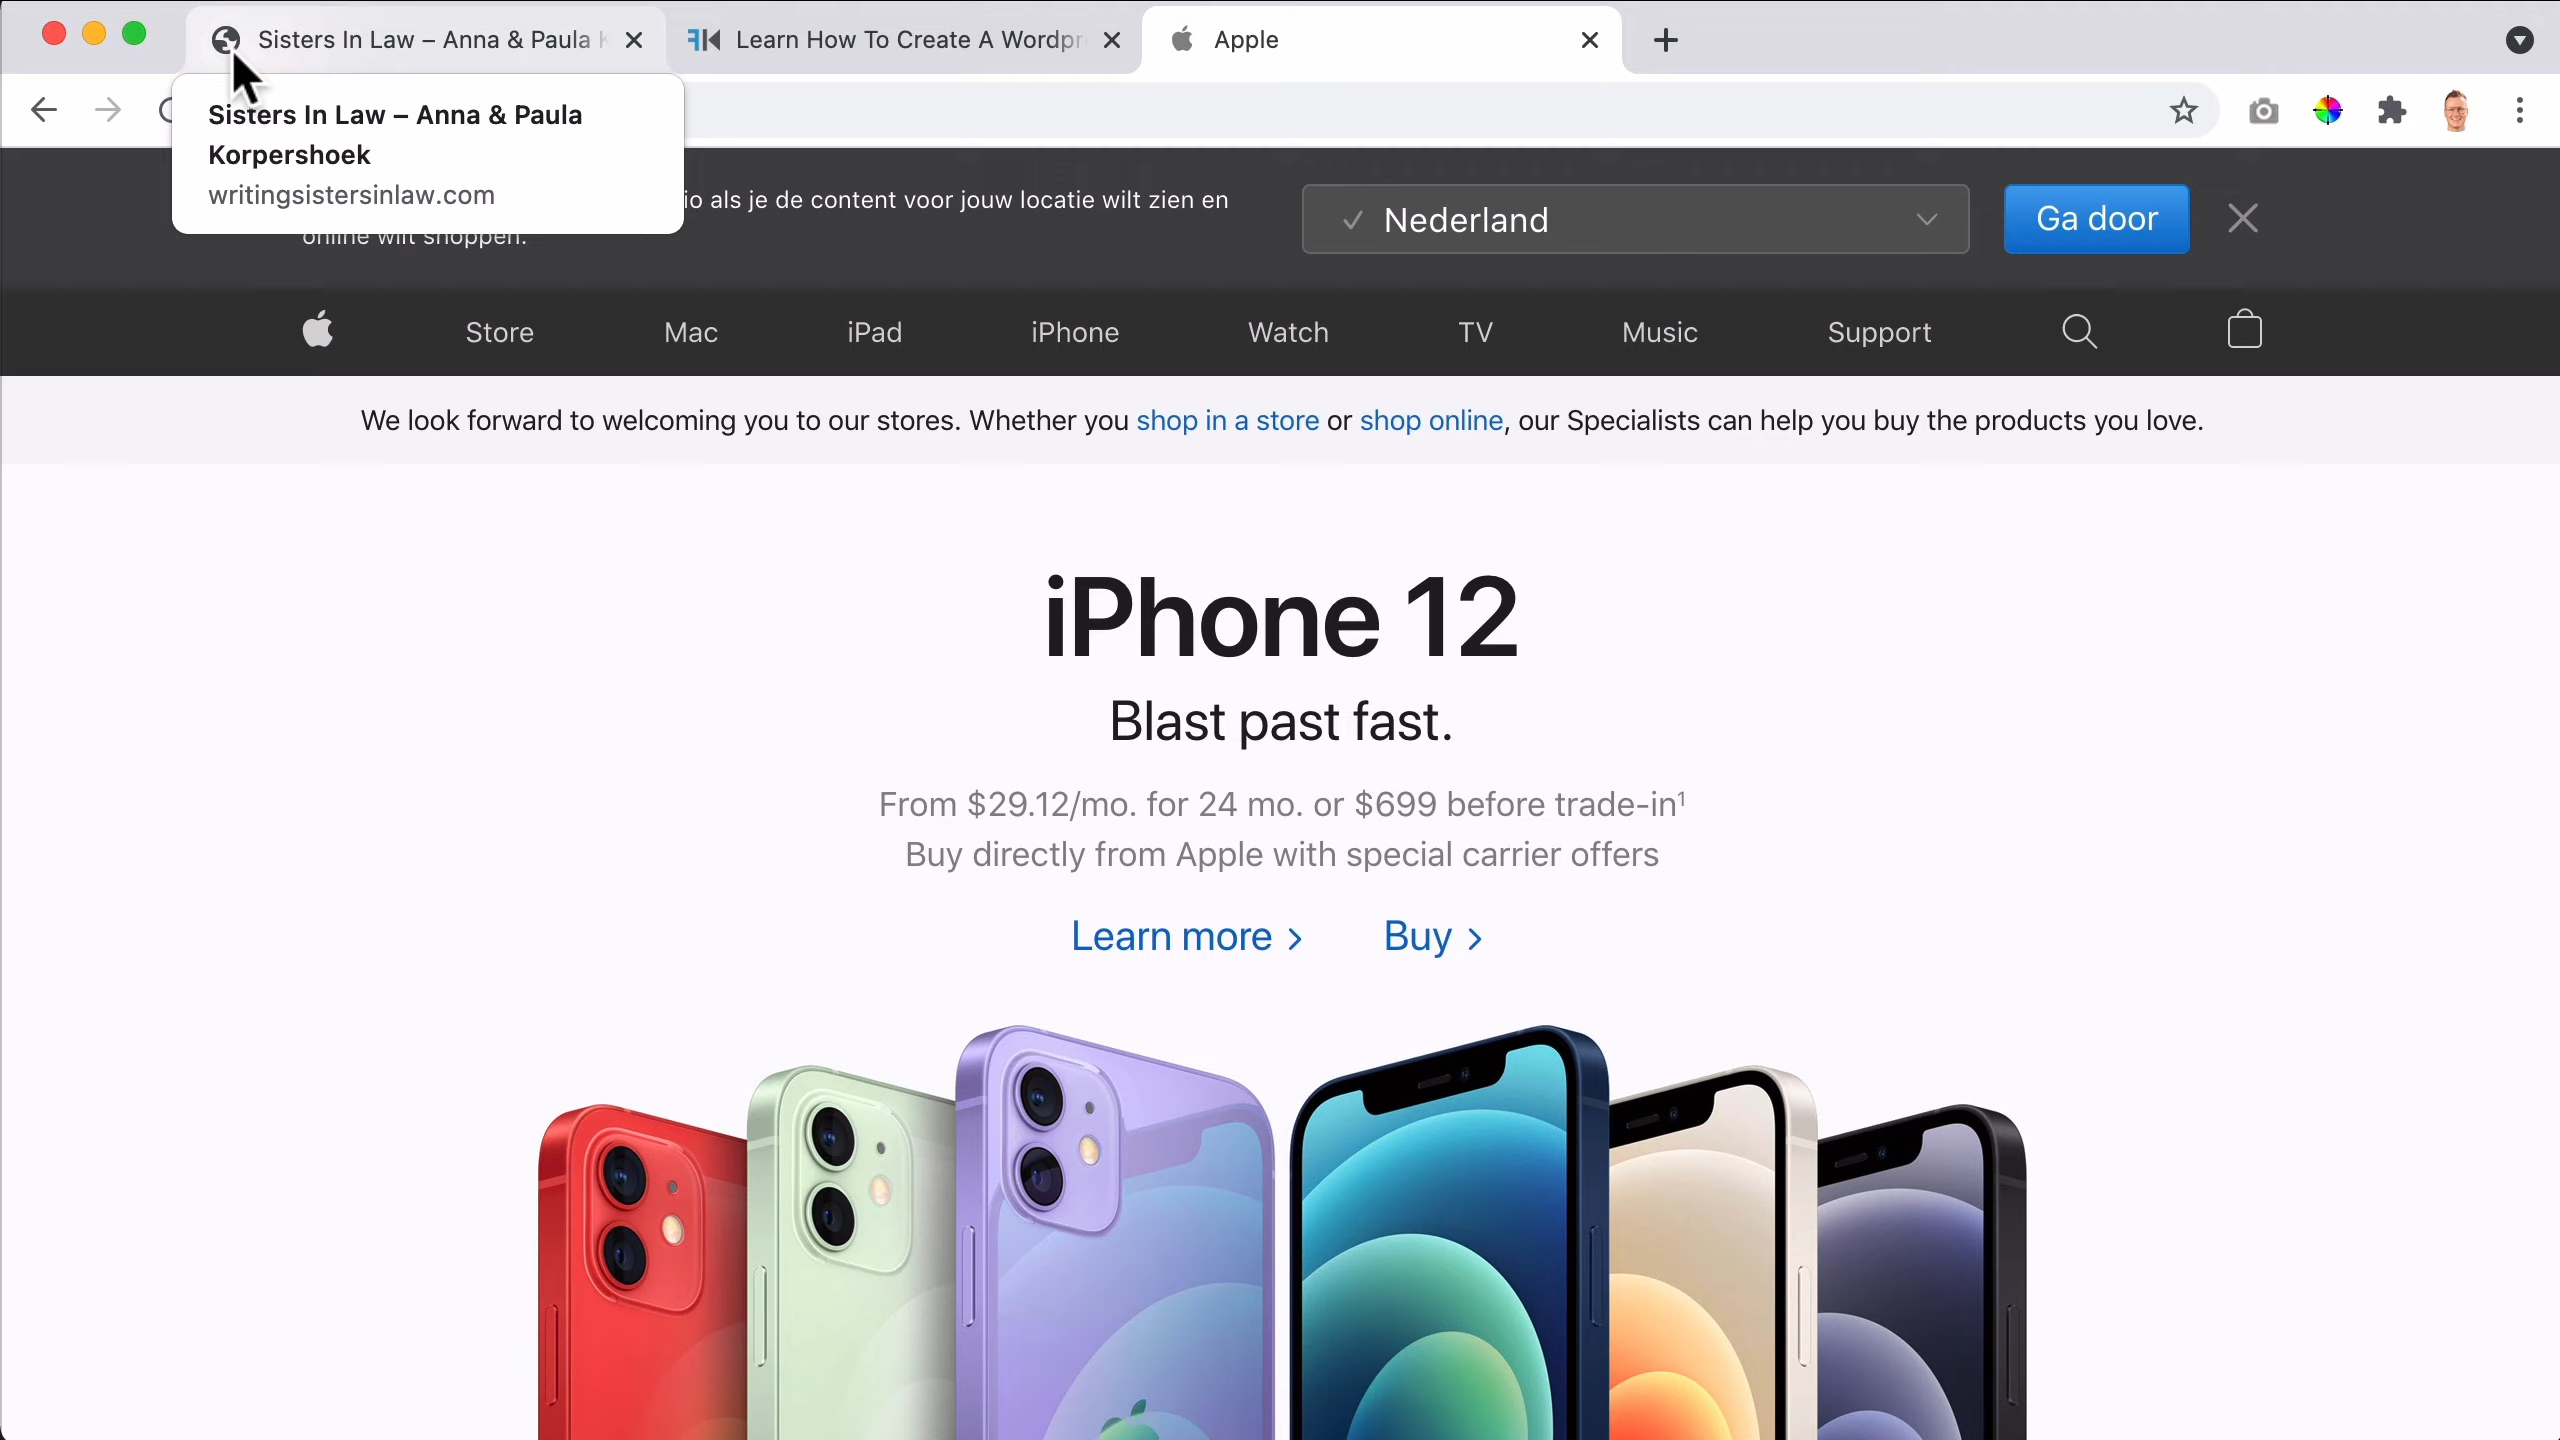 Sisters In Law – Anna & Paula
Learn How To Create A Wordpr
Apple
Sisters In Law – Anna & Paula
Korpershoek
writingsistersinlaw.com
als je de content voor jouw locatie wilt zien en
online wilt shoppen.
Nederland
Ga door
Store
Mac
iPad
iPhone
Watch
TV
Music
Support
We look forward to welcoming you to our stores. Whether you shop in a store or shop online, our Specialists can help you buy the products you love.
iPhone 12
Blast past fast.
From $29.12/mo. for 24 mo. or $699 before trade-in¹
Buy directly from Apple with special carrier offers
Learn more >
Buy >